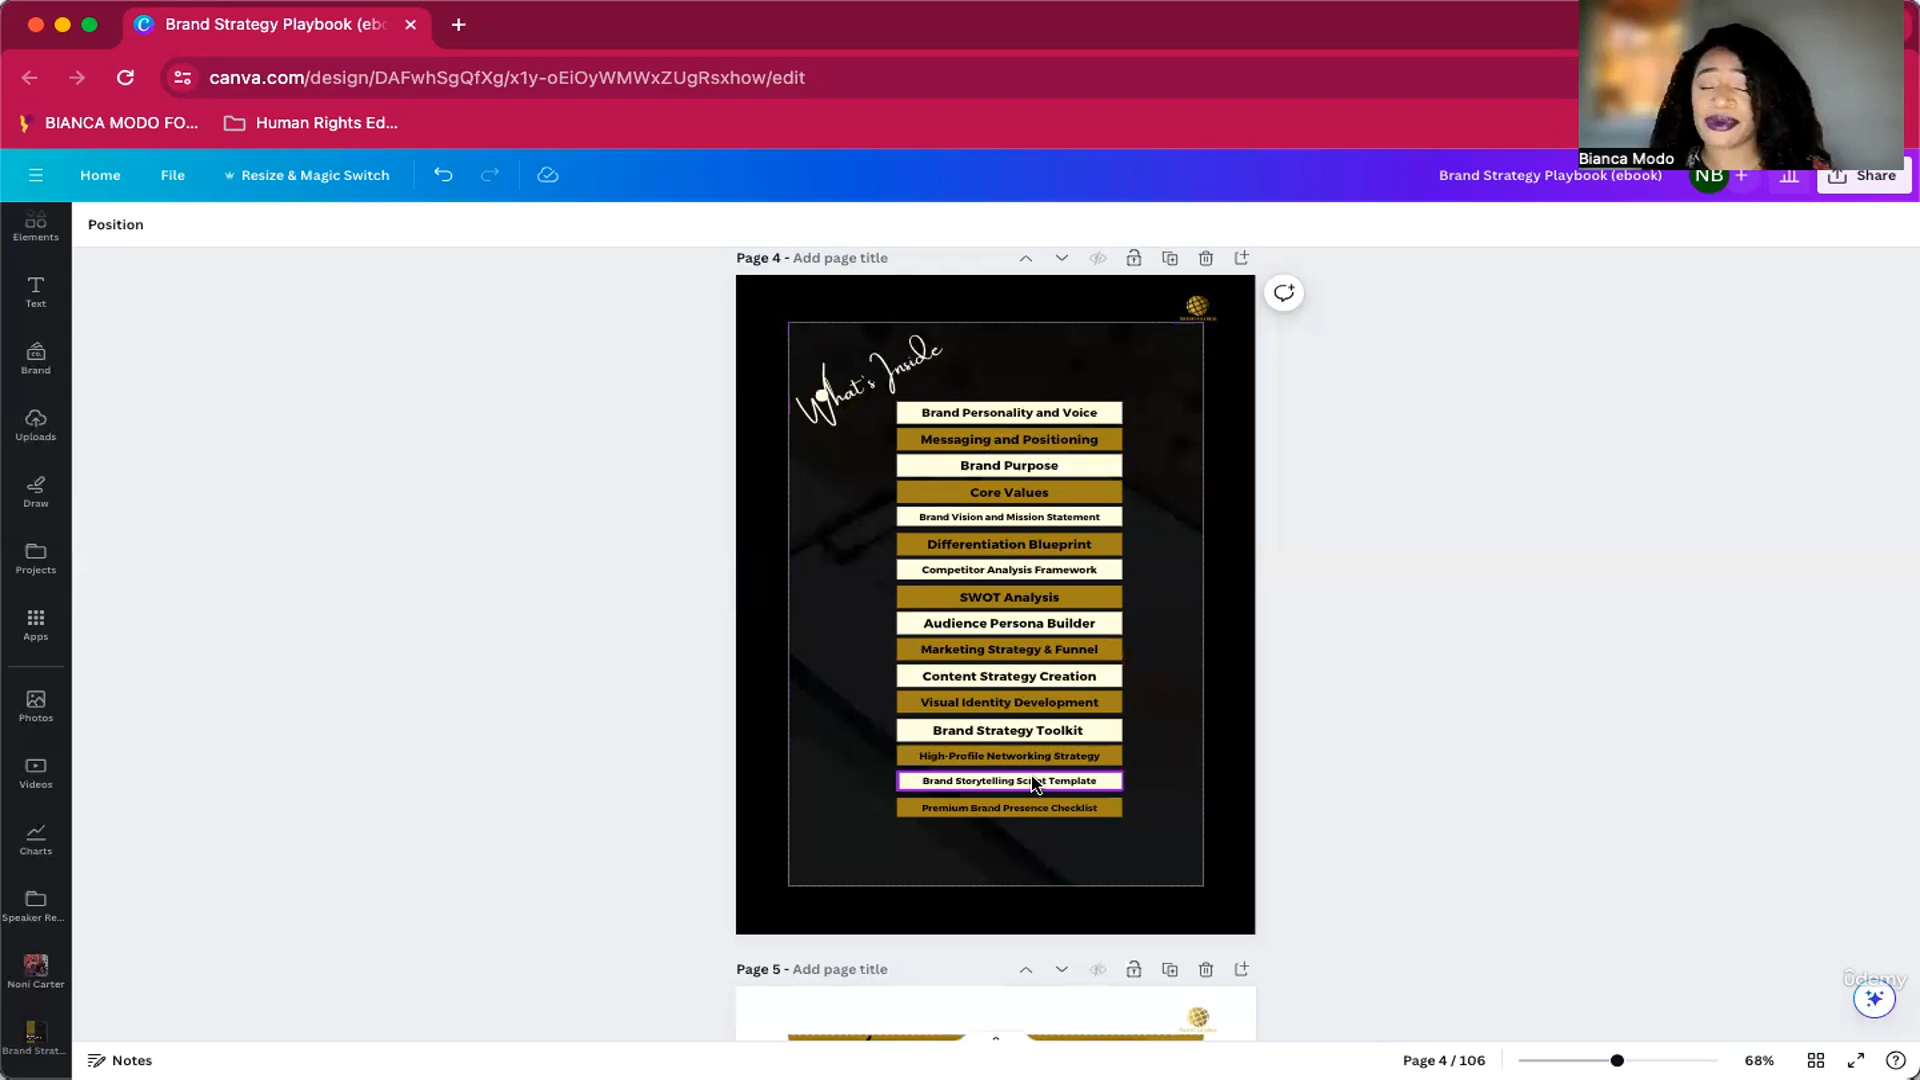 Brand Strategy Playbook (ebo
canva.com/design/DAFwhSgQfXg/x1y-oEiOyWMWxZUgRsxhow/edit
BIANCA MODO FO...
Human Rights Ed...
Bianca Modo
Home
File
Resize & Magic Switch
Brand Strategy Playbook (ebook)
NB
Share
Position
Elements
Text
Brand
Uploads
Draw
Projects
Apps
Photos
Videos
Charts
Speaker Re...
Noni Carter
Brand Strat...
Page 4 - Add page title
MODO GLOBAL
What's Inside
Brand Personality and Voice
Messaging and Positioning
Brand Purpose
Core Values
Brand Vision and Mission Statement
Differentiation Blueprint
Competitor Analysis Framework
SWOT Analysis
Audience Persona Builder
Marketing Strategy & Funnel
Content Strategy Creation
Visual Identity Development
Brand Strategy Toolkit
High-Profile Networking Strategy
Brand Storytelling Script Template
Premium Brand Presence Checklist
Page 5 - Add page title
ûdemy
Notes
Page 4 / 106
68%